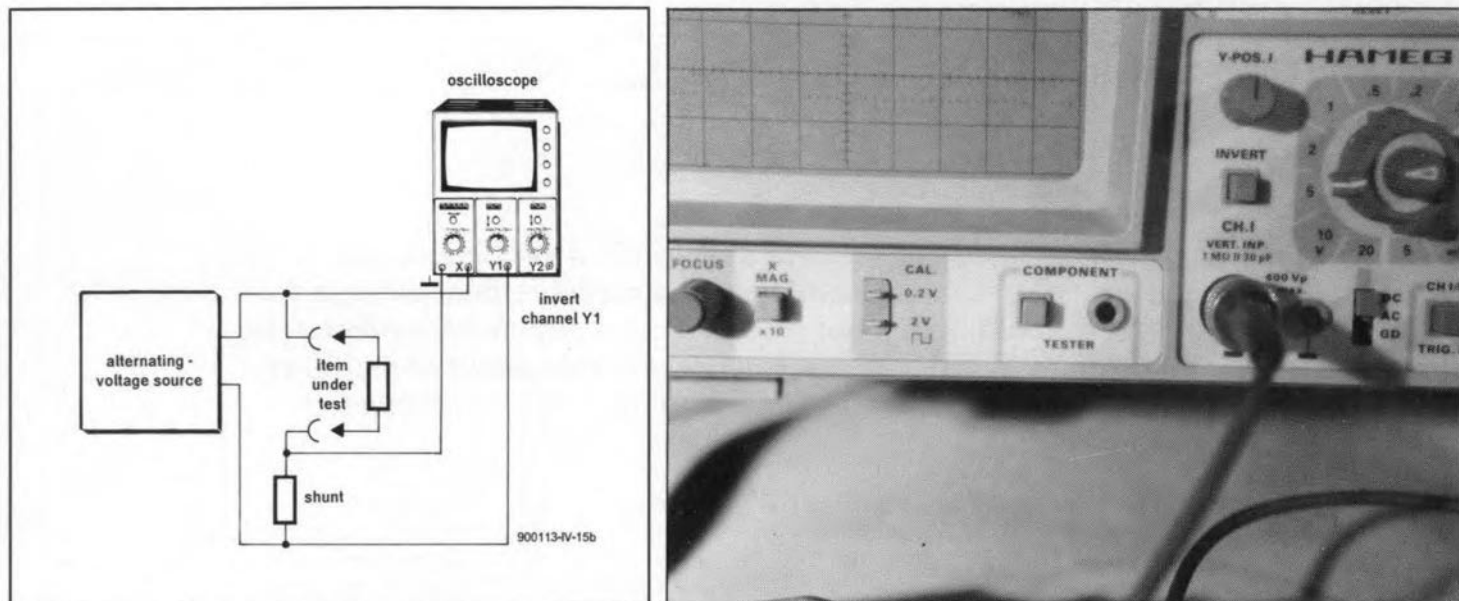 oscilloscope
X
Y1
Y2
invert
channel Y1
alternating -
voltage source
item
under
test
shunt
900113-IV-15b
Y-POS. I
HAMEG
.5
.2
1
2
5
10
V
20
5
INVERT
CH.I
VERT. INP.
1 MΩ II 30 pF
600 Vp
DC
AC
GD
CH I/
TRIG.
FOCUS
X
MAG.
x 10
CAL.
0.2 V
2 V
COMPONENT
TESTER